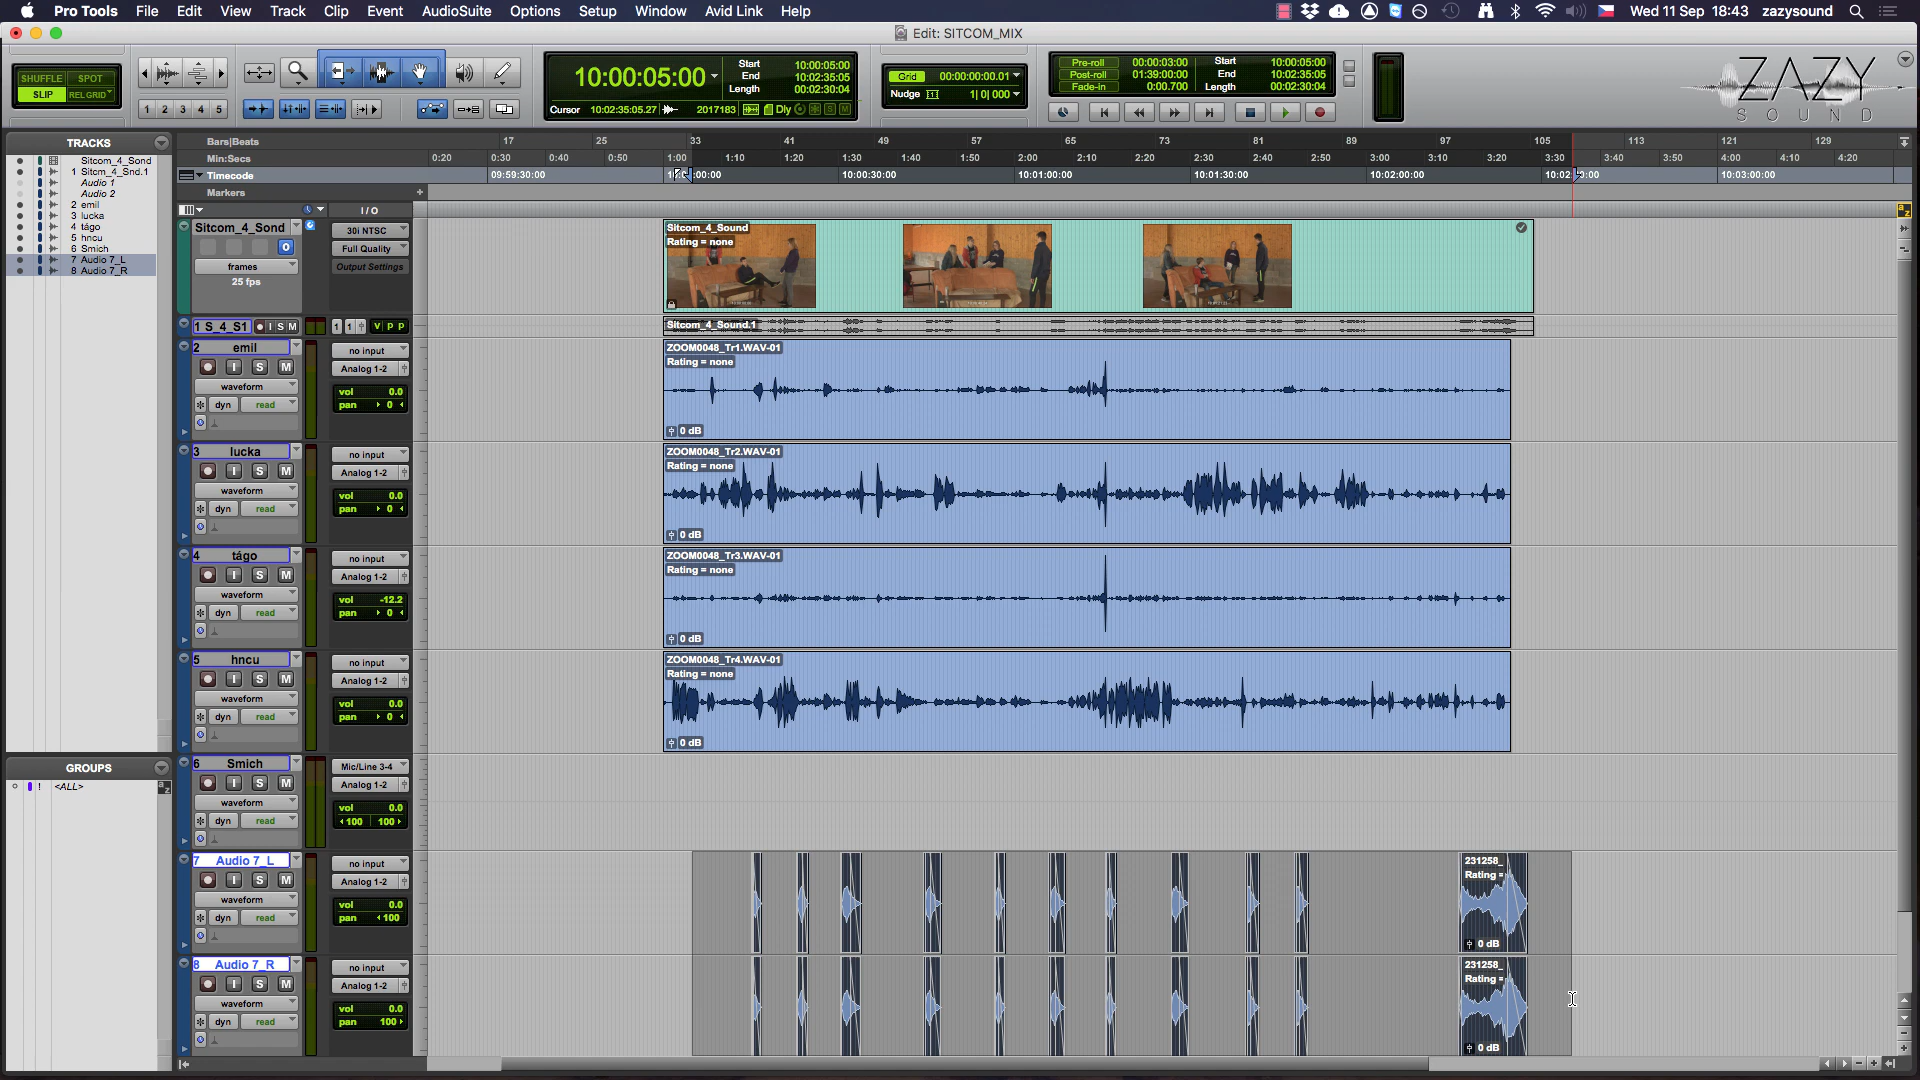 Pro Tools File Edit View Track Clip Event AudioSuite Options Setup Window Avid Link Help
Wed 11 Sep 18:43 zazysound
Edit: SITCOM_MIX
SHUFFLE SPOT
SLIP REL GRID
1 2 3 4 5
10:00:05:00
Start 10:00:05:00
End 10:02:35:05
Length 00:02:30:04
Cursor 10:02:35:05.27 2017183 Dly S M
Grid 00:00:00:00.01
Nudge 1| 0| 000
Pre-roll 00:00:03:00
Post-roll 01:39:00:00
Fade-in 0:00.700
Start 10:00:05:00
End 10:02:35:05
Length 00:02:30:04
ZAZY
SOUND
TRACKS
Sitcom_4_Sond
1 Sitcm_4_Snd.1
Audio 1
Audio 2
2 emil
3 lucka
4 tágo
5 hncu
6 Smich
7 Audio 7_L
8 Audio 7_R
GROUPS
! <ALL>
Bars|Beats 17 25 33 41 49 57 65 73 81 89 97 105 113 121 129
Min:Secs 0:20 0:30 0:40 0:50 1:00 1:10 1:20 1:30 1:40 1:50 2:00 2:10 2:20 2:30 2:40 2:50 3:00 3:10 3:20 3:30 3:40 3:50 4:10 4:20
Timecode 09:59:30:00 10:00:30:00 10:01:00:00 10:01:30:00 10:02:00:00 10:03:00:00
Markers
I/O
Sitcom_4_Sond
O
frames
25 fps
30i NTSC
Full Quality
Output Settings
Sitcom_4_Sound
Rating = none
1 S_4_S1 I S M 1 1 V P P
Sitcom_4_Sound.1
2 emil
I S M
waveform
dyn read
no input
Analog 1-2
vol 0.0
pan 0
ZOOM0048_Tr1.WAV-01
Rating = none
0 dB
3 lucka
I S M
waveform
dyn read
no input
Analog 1-2
vol 0.0
pan 0
ZOOM0048_Tr2.WAV-01
Rating = none
0 dB
4 tágo
I S M
waveform
dyn read
no input
Analog 1-2
vol -12.2
pan 0
ZOOM0048_Tr3.WAV-01
Rating = none
0 dB
5 hncu
I S M
waveform
dyn read
no input
Analog 1-2
vol 0.0
pan 0
ZOOM0048_Tr4.WAV-01
Rating = none
0 dB
6 Smich
I S M
waveform
dyn read
Mic/Line 3-4
Analog 1-2
vol 0.0
100 100
7 Audio 7_L
I S M
waveform
dyn read
no input
Analog 1-2
vol 0.0
pan 100
231258_
Rating =
0 dB
8 Audio 7_R
I S M
waveform
dyn read
no input
Analog 1-2
vol 0.0
pan 100
231258_
Rating =
0 dB